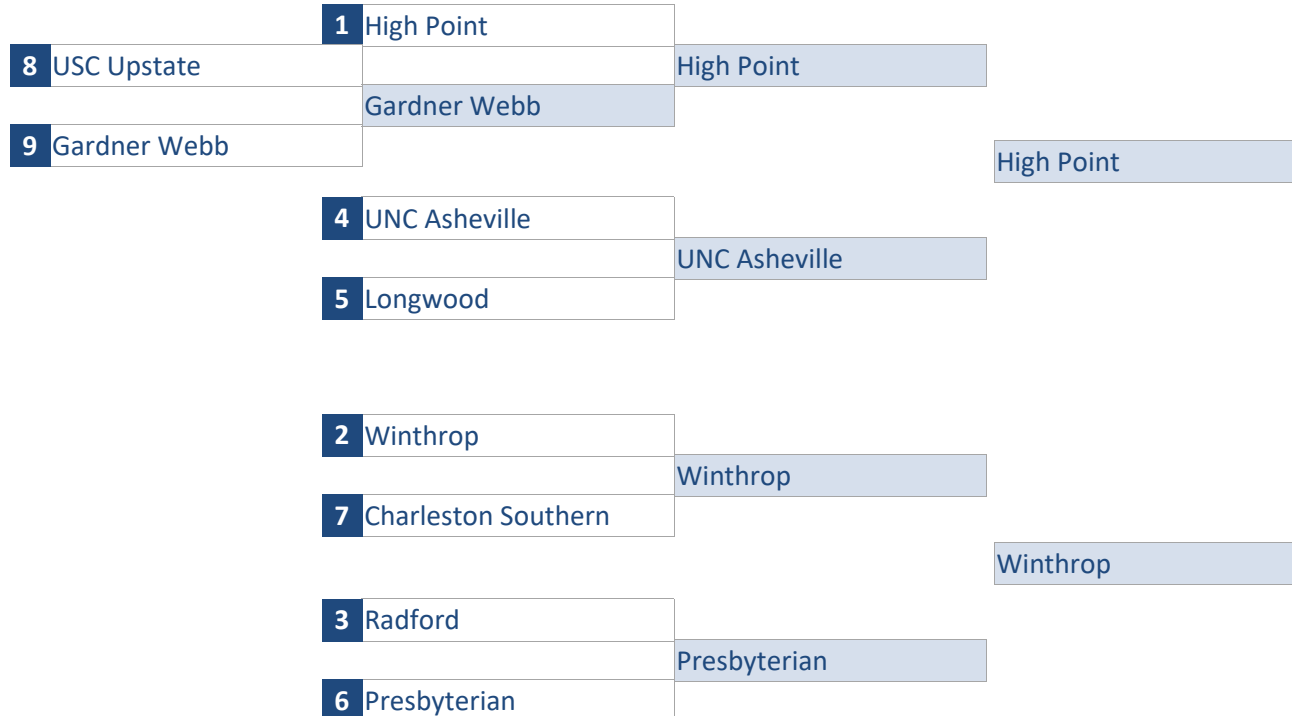 1 High Point
8 USC Upstate
High Point
Gardner Webb
9 Gardner Webb
High Point
4 UNC Asheville
UNC Asheville
5 Longwood
2 Winthrop
Winthrop
7 Charleston Southern
Winthrop
3 Radford
Presbyterian
6 Presbyterian